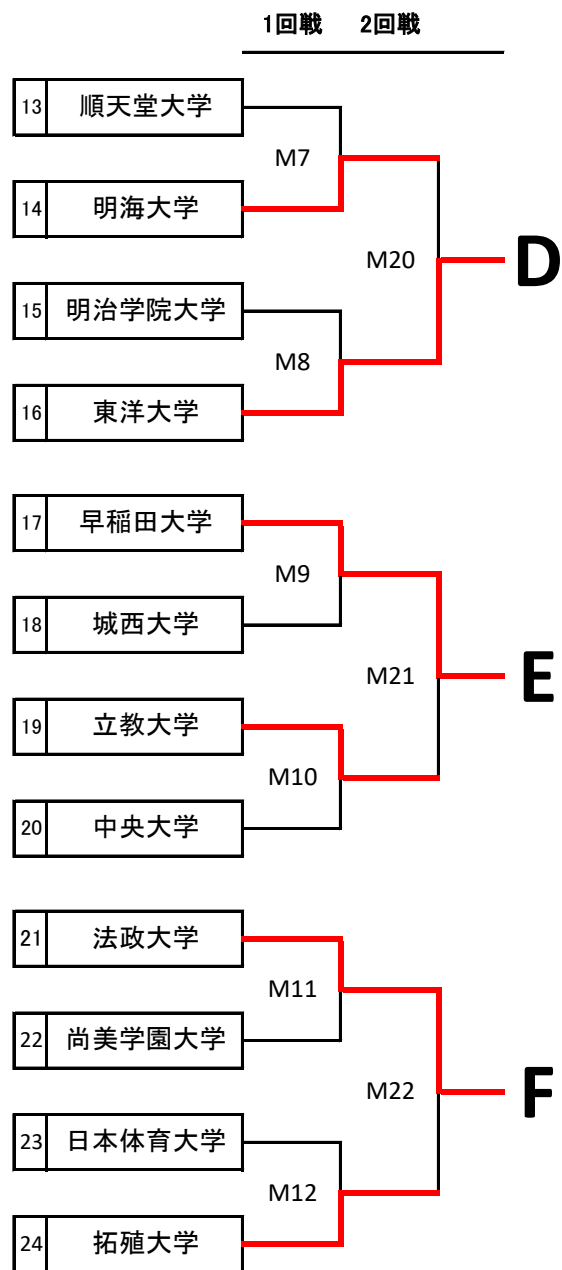 1回戦 2回戦
13 順天堂大学
M7
14 明海大学
M20
D
15 明治学院大学
M8
16 東洋大学
17 早稲田大学
M9
18 城西大学
M21
E
19 立教大学
M10
20 中央大学
21 法政大学
M11
22 尚美学園大学
M22
F
23 日本体育大学
M12
24 拓殖大学